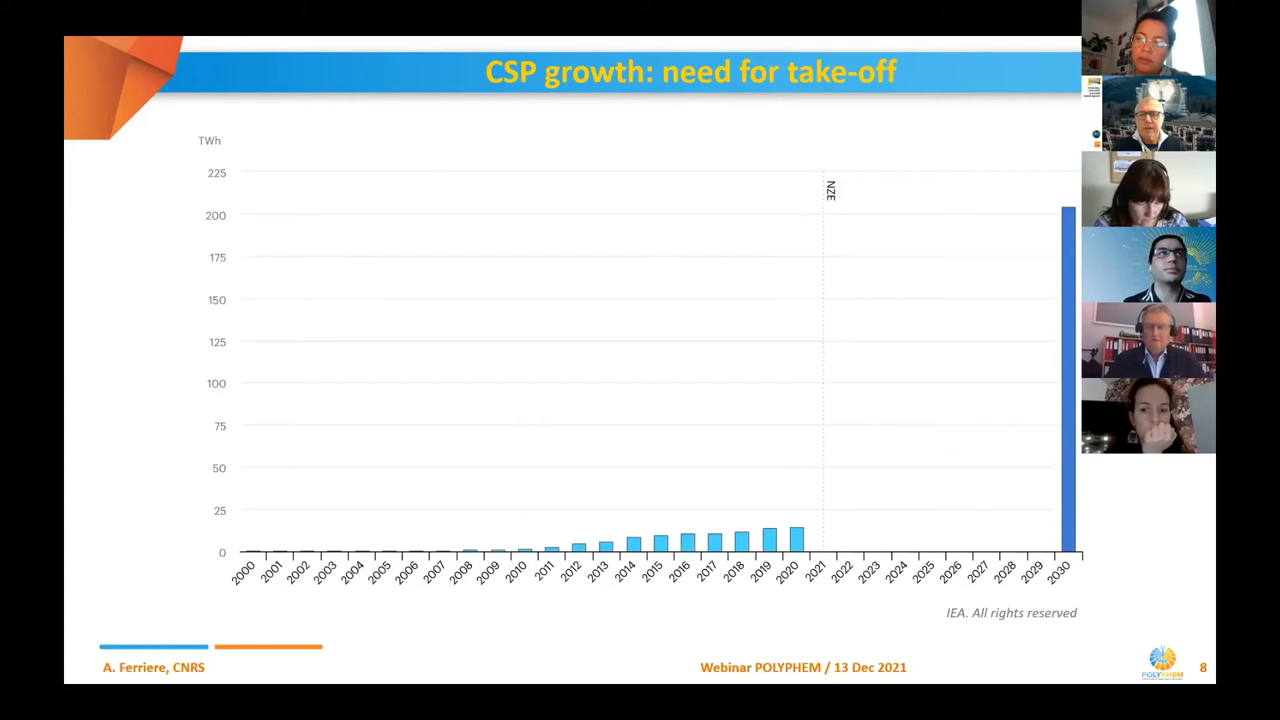 CSP growth: need for take-off
TWh
225
200
175
150
125
100
75
50
25
0
NZE
2000 2001 2002 2003 2004 2005 2006 2007 2008 2009 2010 2011 2012 2013 2014 2015 2016 2017 2018 2019 2020 2021 2022 2023 2024 2025 2026 2027 2028 2029 2030
IEA. All rights reserved
A. Ferriere, CNRS
Webinar POLYPHEM / 13 Dec 2021
POLYPHEM
8